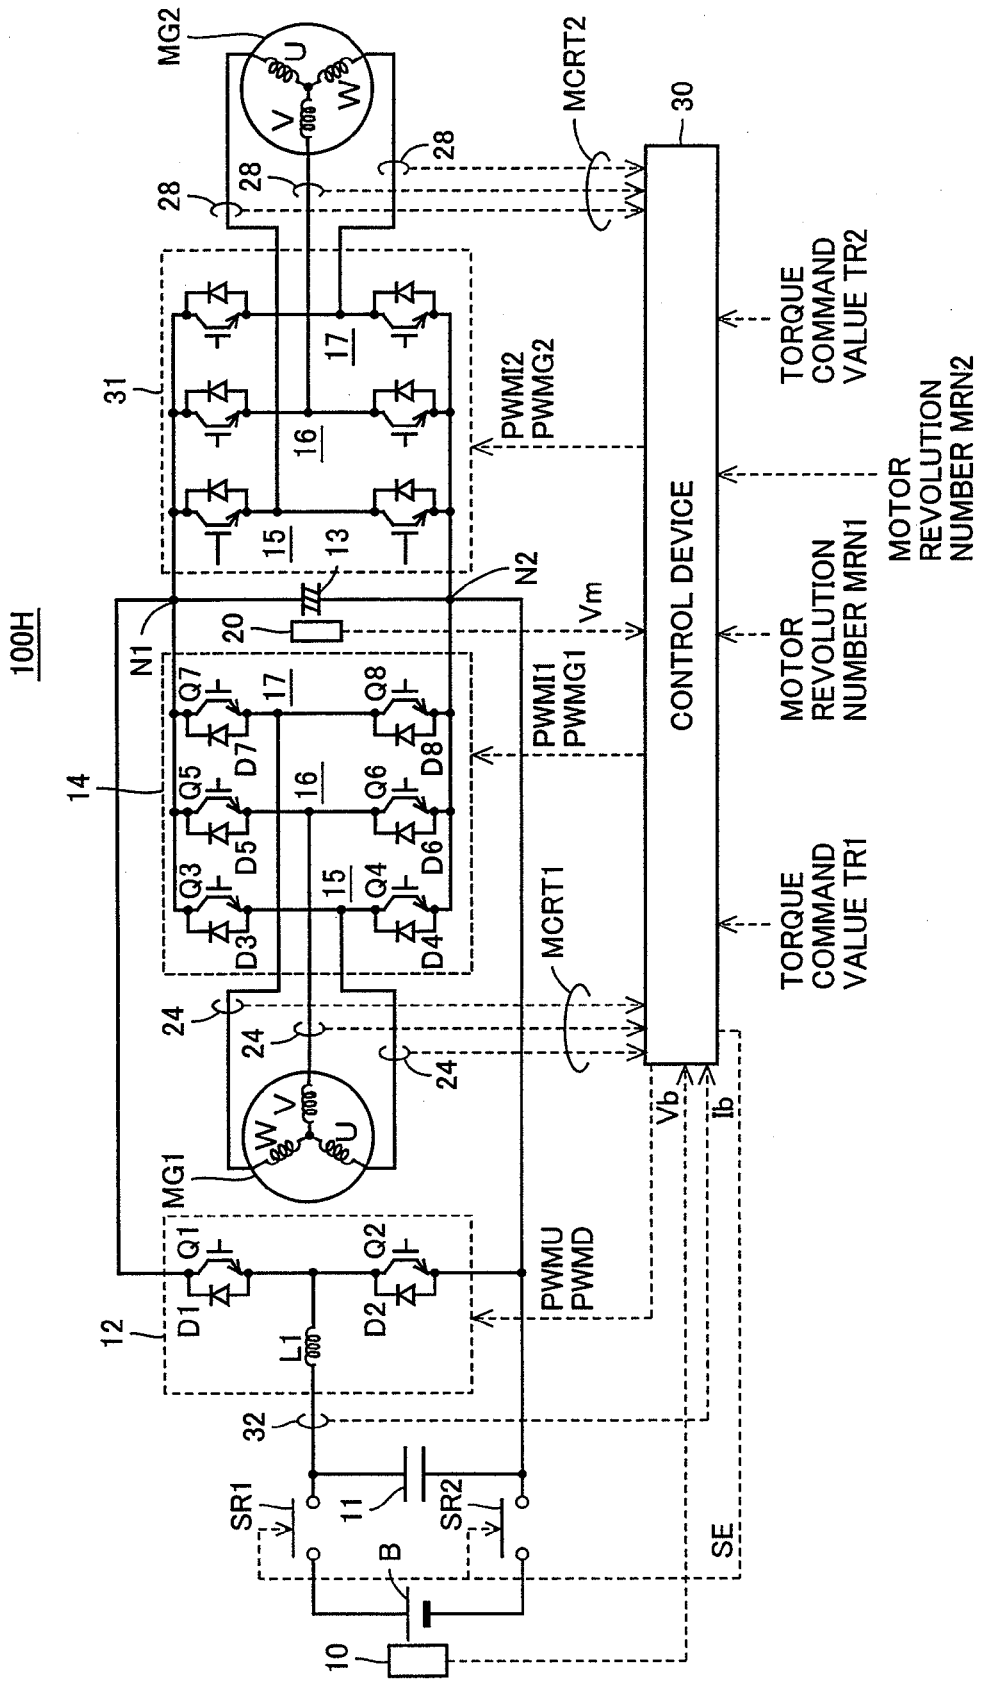 100H
12
D1
Q1
L1
D2
Q2
PWMU
PWMD
32
SR1
11
SR2
B
10
SE
MG1
W
V
U
24
24
24
MCRT1
14
D3
Q3
D5
Q5
D7
Q7
15
16
17
D4
Q4
D6
Q6
D8
Q8
PWMI1
PWMG1
N1
20
13
N2
Vm
31
15
16
17
PWMI2
PWMG2
MG2
U
V
W
28
28
28
MCRT2
30
CONTROL DEVICE
Vb
Ib
TORQUE
COMMAND
VALUE TR1
MOTOR
REVOLUTION
NUMBER MRN1
MOTOR
REVOLUTION
NUMBER MRN2
TORQUE
COMMAND
VALUE TR2